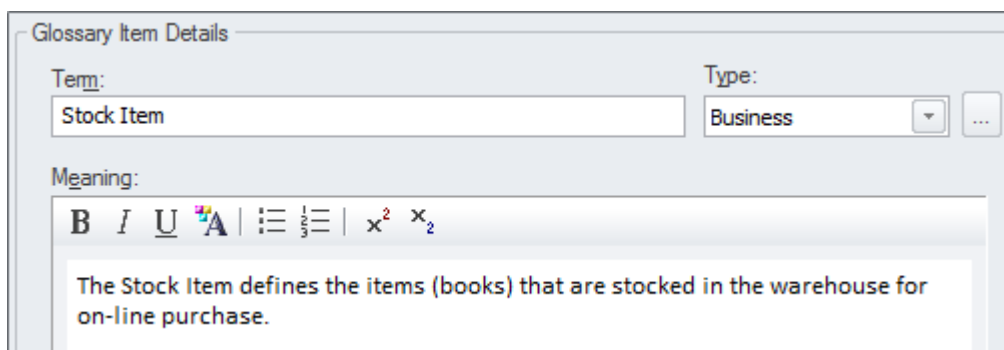 Glossary Item Details
Term: Type:
Stock Item Business ...
Meaning:
B I U A x² x₂
The Stock Item defines the items (books) that are stocked in the warehouse for
on-line purchase.